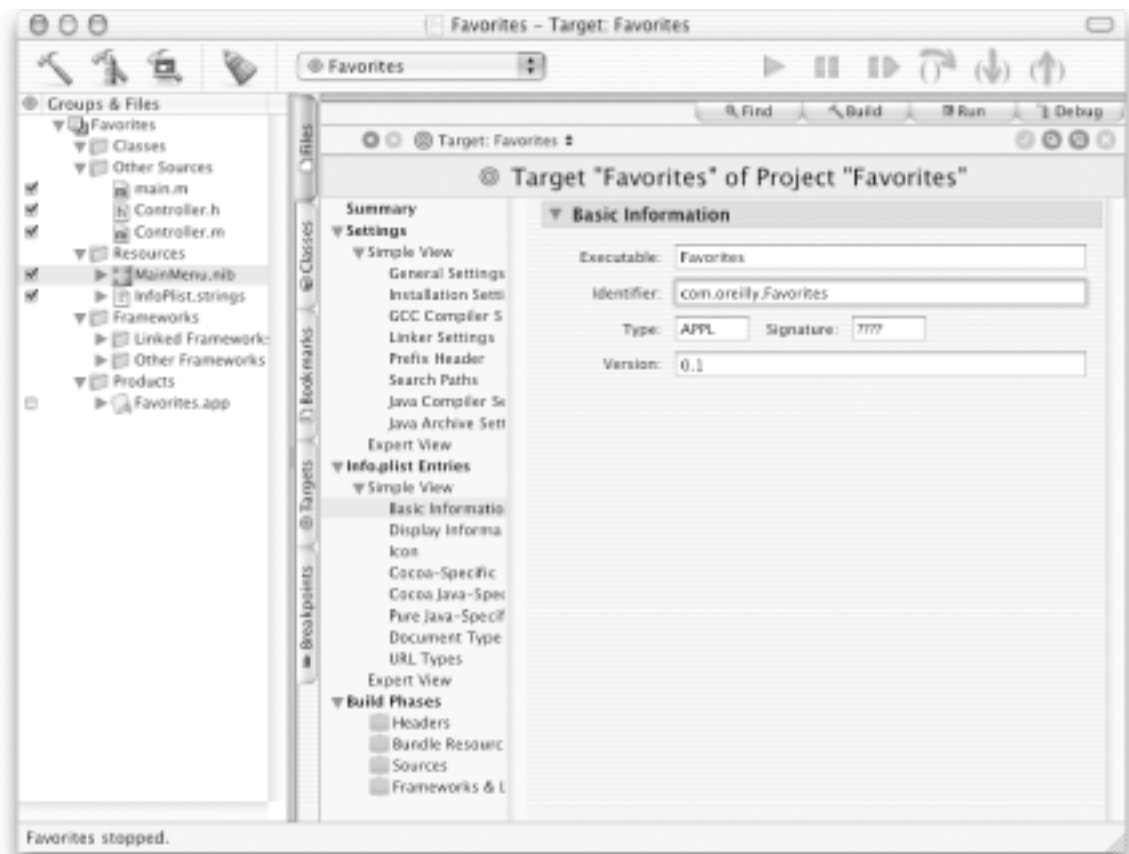 Favorites – Target: Favorites
Favorites
Groups & Files
Favorites
Classes
Other Sources
main.m
Controller.h
Controller.m
Resources
MainMenu.nib
InfoPlist.strings
Frameworks
Linked Frameworks
Other Frameworks
Products
Favorites.app
Files
Classes
Bookmarks
Targets
Breakpoints
Find
Build
Run
Debug
Target: Favorites
Target "Favorites" of Project "Favorites"
Summary
Settings
Simple View
General Settings
Installation Setti
GCC Compiler S
Linker Settings
Prefix Header
Search Paths
Java Compiler Se
Java Archive Sett
Expert View
Info.plist Entries
Simple View
Basic Informatio
Display Informa
Icon
Cocoa-Specific
Cocoa Java-Spec
Pure Java-Specif
Document Type
URL Types
Expert View
Build Phases
Headers
Bundle Resourc
Sources
Frameworks & L
Basic Information
Executable: Favorites
Identifier: com.oreilly.Favorites
Type: APPL Signature: ????
Version: 0.1
Favorites stopped.